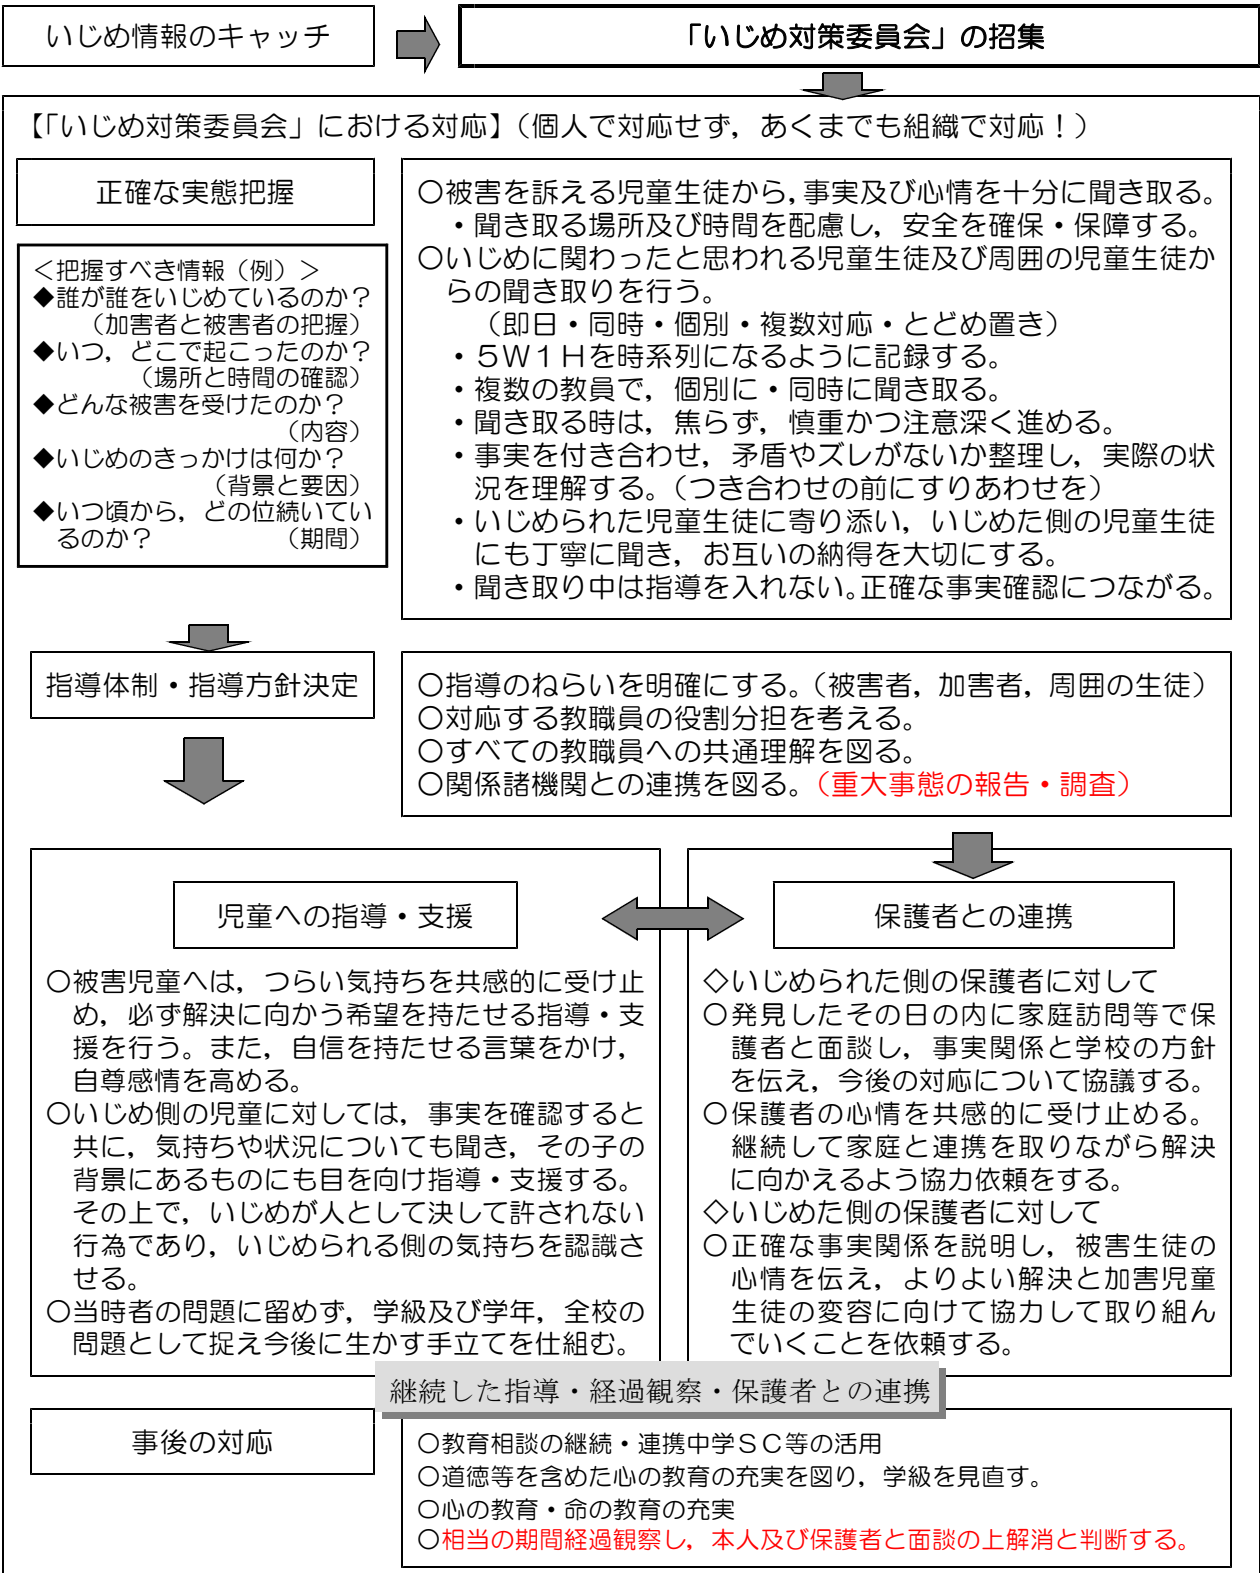 いじめ情報のキャッチ
「いじめ対策委員会」の招集
【「いじめ対策委員会」における対応】（個人で対応せず，あくまでも組織で対応！）
正確な実態把握
＜把握すべき情報（例）＞
◆誰が誰をいじめているのか？
（加害者と被害者の把握）
◆いつ，どこで起こったのか？
（場所と時間の確認）
◆どんな被害を受けたのか？
（内容）
◆いじめのきっかけは何か？
（背景と要因）
◆いつ頃から，どの位続いてい
るのか？　（期間）
○被害を訴える児童生徒から，事実及び心情を十分に聞き取る。
・聞き取る場所及び時間を配慮し，安全を確保・保障する。
○いじめに関わったと思われる児童生徒及び周囲の児童生徒か
らの聞き取りを行う。
（即日・同時・個別・複数対応・とどめ置き）
・５Ｗ１Ｈを時系列になるように記録する。
・複数の教員で，個別に・同時に聞き取る。
・聞き取る時は，焦らず，慎重かつ注意深く進める。
・事実を付き合わせ，矛盾やズレがないか整理し，実際の状
況を理解する。（つき合わせの前にすりあわせを）
・いじめられた児童生徒に寄り添い，いじめた側の児童生徒
にも丁寧に聞き，お互いの納得を大切にする。
・聞き取り中は指導を入れない。正確な事実確認につながる。
指導体制・指導方針決定
○指導のねらいを明確にする。（被害者，加害者，周囲の生徒）
○対応する教職員の役割分担を考える。
○すべての教職員への共通理解を図る。
○関係諸機関との連携を図る。（重大事態の報告・調査）
児童への指導・支援
○被害児童へは，つらい気持ちを共感的に受け止
め，必ず解決に向かう希望を持たせる指導・支
援を行う。また，自信を持たせる言葉をかけ，
自尊感情を高める。
○いじめ側の児童に対しては，事実を確認すると
共に，気持ちや状況についても聞き，その子の
背景にあるものにも目を向け指導・支援する。
その上で，いじめが人として決して許されない
行為であり，いじめられる側の気持ちを認識さ
せる。
○当時者の問題に留めず，学級及び学年，全校の
問題として捉え今後に生かす手立てを仕組む。
保護者との連携
◇いじめられた側の保護者に対して
○発見したその日の内に家庭訪問等で保
護者と面談し，事実関係と学校の方針
を伝え，今後の対応について協議する。
○保護者の心情を共感的に受け止める。
継続して家庭と連携を取りながら解決
に向かえるよう協力依頼をする。
◇いじめた側の保護者に対して
○正確な事実関係を説明し，被害生徒の
心情を伝え，よりよい解決と加害児童
生徒の変容に向けて協力して取り組ん
でいくことを依頼する。
継続した指導・経過観察・保護者との連携
事後の対応
○教育相談の継続・連携中学ＳＣ等の活用
○道徳等を含めた心の教育の充実を図り，学級を見直す。
○心の教育・命の教育の充実
○相当の期間経過観察し，本人及び保護者と面談の上解消と判断する。